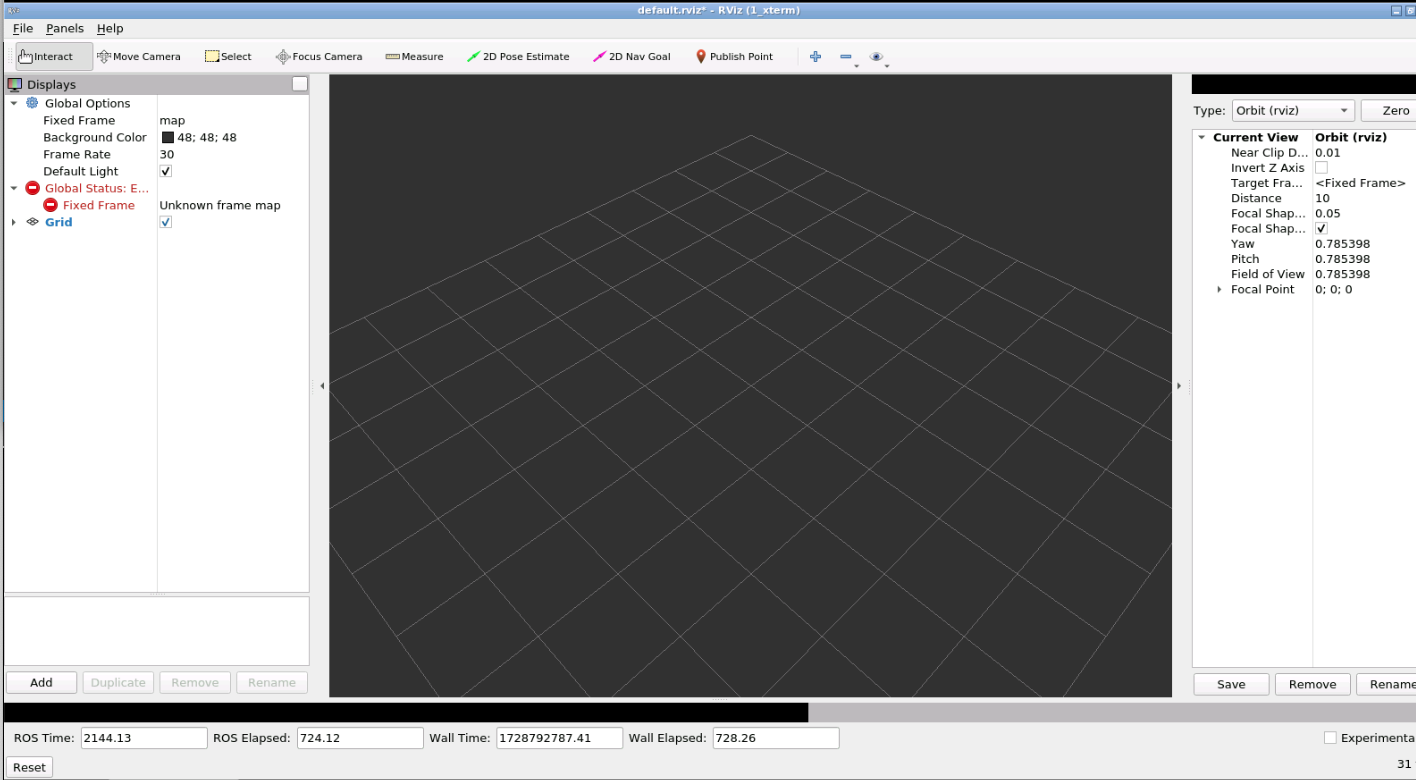 default.rviz* - RViz (1_xterm)
File Panels Help
Interact Move Camera Select Focus Camera Measure 2D Pose Estimate 2D Nav Goal Publish Point
Displays
Global Options
Fixed Frame map
Background Color 48; 48; 48
Frame Rate 30
Default Light
Global Status: E...
Fixed Frame Unknown frame map
Grid
Add Duplicate Remove Rename
Type: Orbit (rviz) Zero
Current View Orbit (rviz)
Near Clip D... 0.01
Invert Z Axis
Target Fra... <Fixed Frame>
Distance 10
Focal Shap... 0.05
Focal Shap...
Yaw 0.785398
Pitch 0.785398
Field of View 0.785398
Focal Point 0; 0; 0
Save Remove Rename
ROS Time: 2144.13 ROS Elapsed: 724.12 Wall Time: 1728792787.41 Wall Elapsed: 728.26 Experimenta
Reset 31